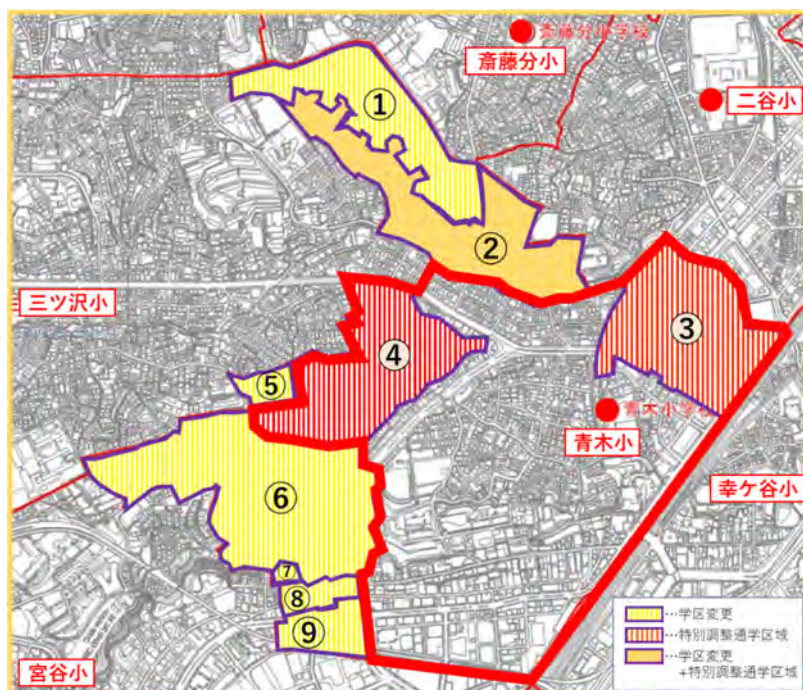 斎藤分小学校
斎藤分小
二谷小
①
②
三ツ沢小
③
④
⑤
青木小学校
青木小
⑥
幸ケ谷小
⑦
⑧
⑨
宮谷小
…学区変更
…特別調整通学区域
…学区変更
+特別調整通学区域